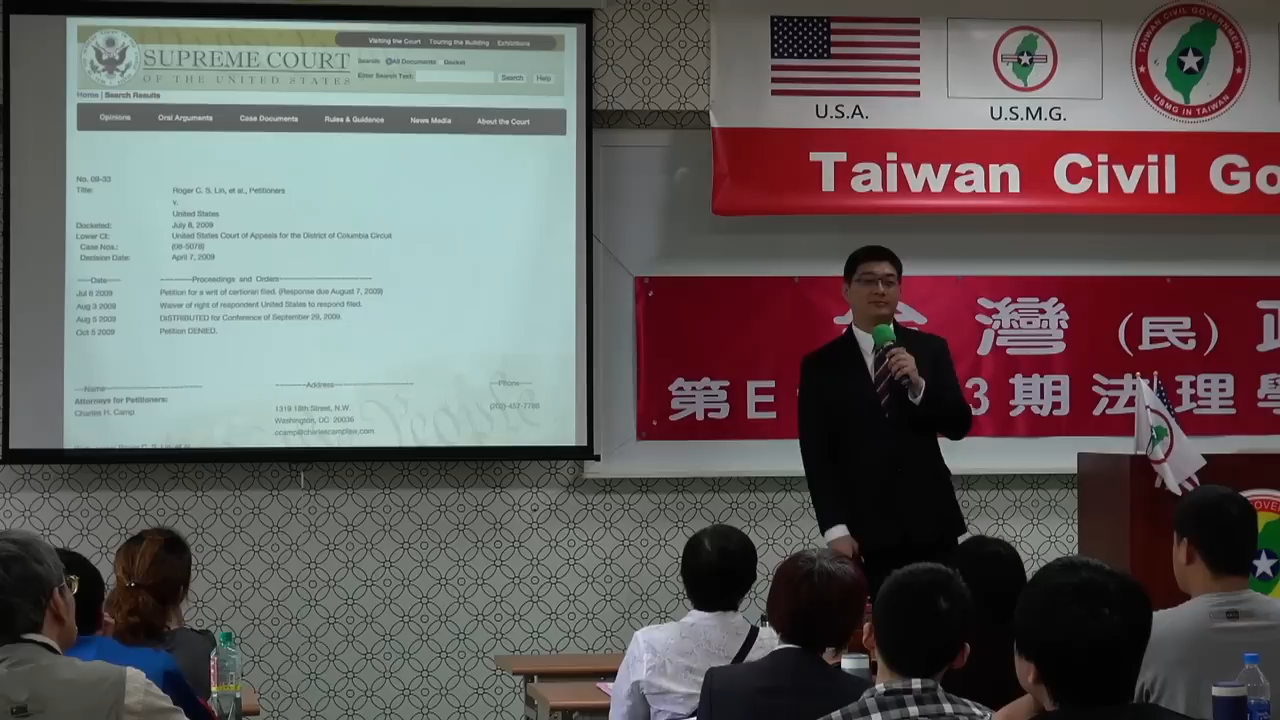 SUPREME COURT
OF THE UNITED STATES
Visiting the Court | Touring the Building | Exhibitions
Search: All Documents Docket
Enter Search Text: Search Help
Home | Search Results
Opinions Oral Arguments Case Documents Rules & Guidance News Media About the Court
No. 09-33
Title: Roger C. S. Lin, et al., Petitioners
v.
United States
Docketed: July 8, 2009
Lower Ct: United States Court of Appeals for the District of Columbia Circuit
Case Nos.: (08-5078)
Decision Date: April 7, 2009
---Date--- ---Proceedings and Orders---
Jul 6 2009 Petition for a writ of certiorari filed. (Response due August 7, 2009)
Aug 3 2009 Waiver of right of respondent United States to respond filed.
Aug 5 2009 DISTRIBUTED for Conference of September 29, 2009.
Oct 5 2009 Petition DENIED.
---Name--- ---Address--- ---Phone---
Attorneys for Petitioners:
Charles H. Camp 1319 18th Street, N.W. (202)-457-7786
Washington, DC 20036
ccamp@charlescamplaw.com
U.S.A. U.S.M.G.
TAIWAN CIVIL GOVERNMENT
USMG IN TAIWAN
Taiwan Civil Go
灣 (民)
第E 3期法理學